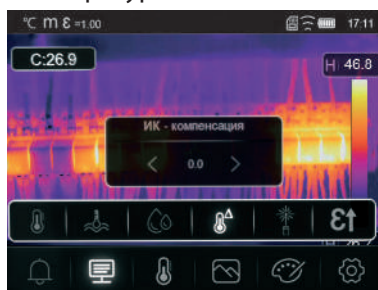 °C m ε =1.00 17:11
C:26.9
H: 46.8
ИК - компенсация
< 0.0 >
ε↑